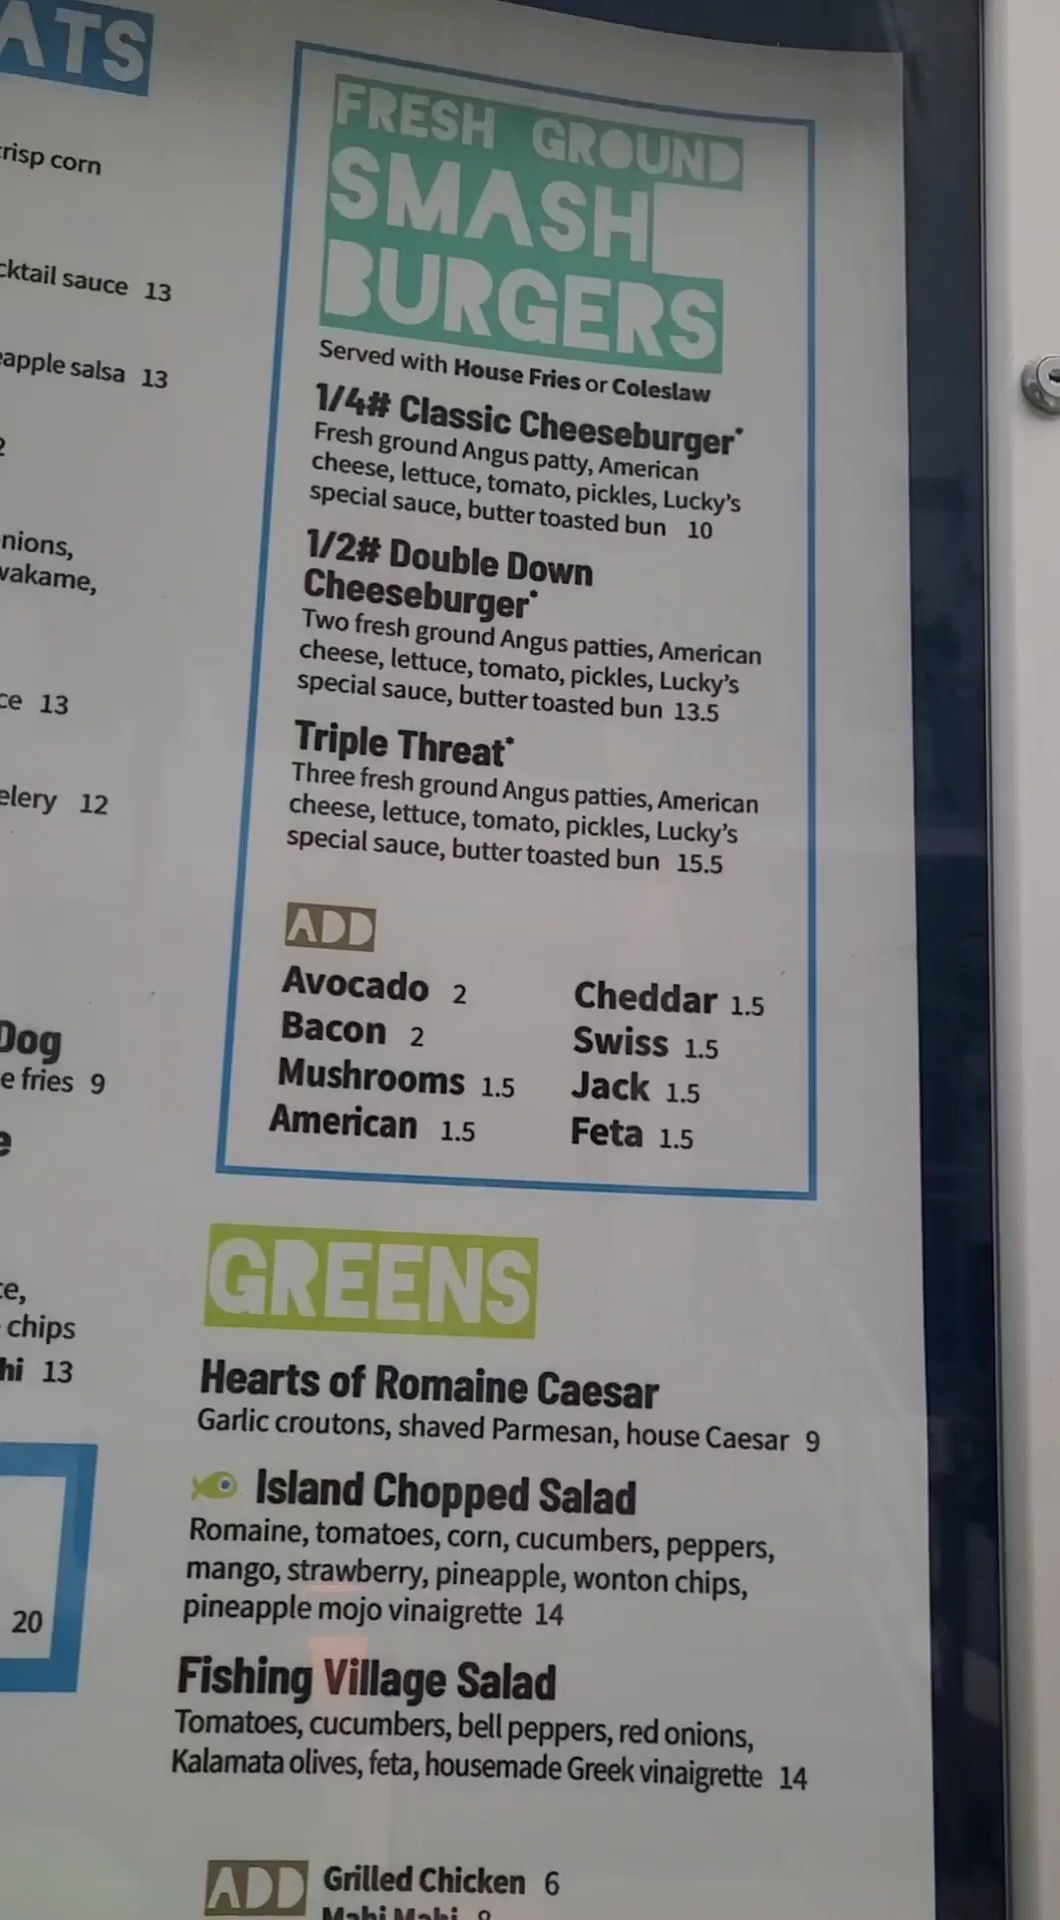 ATS
crisp corn
cktail sauce 13
eapple salsa 13
2
nions,
wakame,
ce 13
elery 12
Dog
e fries 9
e
ce,
chips
hi 13
20
FRESH GROUND
SMASH
BURGERS
Served with House Fries or Coleslaw
1/4# Classic Cheeseburger*
Fresh ground Angus patty, American
cheese, lettuce, tomato, pickles, Lucky's
special sauce, butter toasted bun 10
1/2# Double Down
Cheeseburger*
Two fresh ground Angus patties, American
cheese, lettuce, tomato, pickles, Lucky's
special sauce, butter toasted bun 13.5
Triple Threat*
Three fresh ground Angus patties, American
cheese, lettuce, tomato, pickles, Lucky's
special sauce, butter toasted bun 15.5
ADD
Avocado 2
Bacon 2
Mushrooms 1.5
American 1.5
Cheddar 1.5
Swiss 1.5
Jack 1.5
Feta 1.5
GREENS
Hearts of Romaine Caesar
Garlic croutons, shaved Parmesan, house Caesar 9
Island Chopped Salad
Romaine, tomatoes, corn, cucumbers, peppers,
mango, strawberry, pineapple, wonton chips,
pineapple mojo vinaigrette 14
Fishing Village Salad
Tomatoes, cucumbers, bell peppers, red onions,
Kalamata olives, feta, housemade Greek vinaigrette 14
ADD Grilled Chicken 6
Mahi Mahi